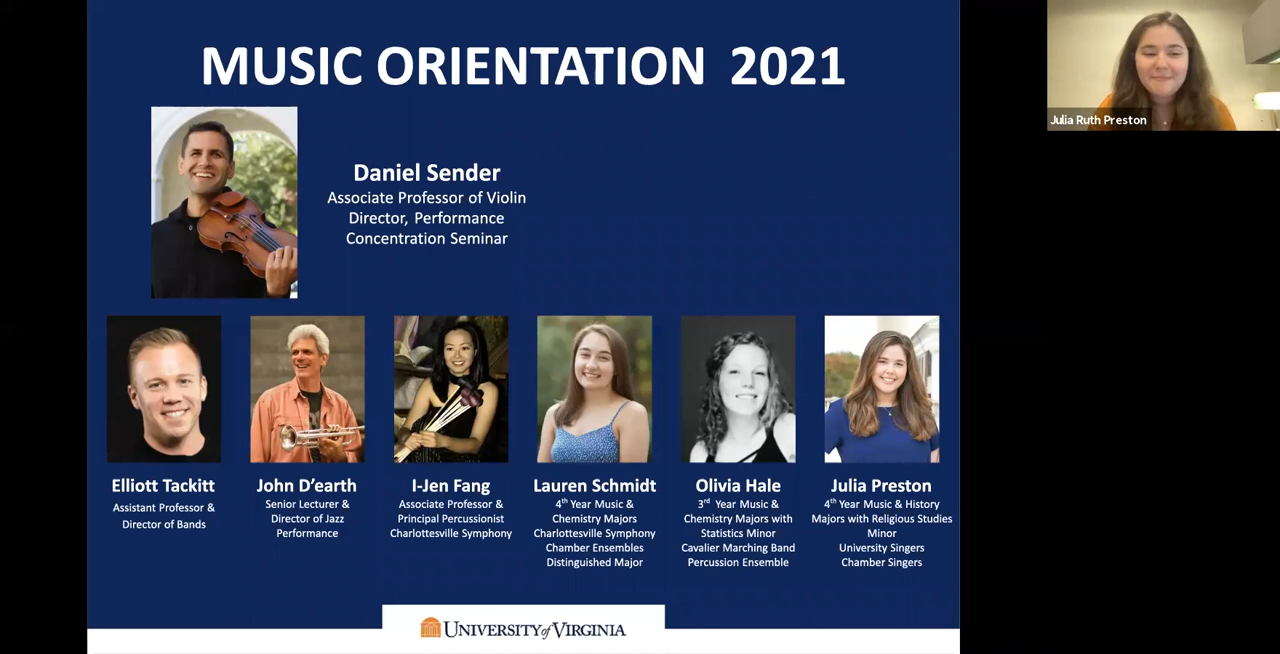 MUSIC ORIENTATION 2021
Julia Ruth Preston
Daniel Sender
Associate Professor of Violin
Director, Performance
Concentration Seminar
Elliott Tackitt
Assistant Professor &
Director of Bands
John D'earth
Senior Lecturer &
Director of Jazz
Performance
I-Jen Fang
Associate Professor &
Principal Percussionist
Charlottesville Symphony
Lauren Schmidt
4th Year Music &
Chemistry Majors
Charlottesville Symphony
Chamber Ensembles
Distinguished Major
Olivia Hale
3rd Year Music &
Chemistry Majors with
Statistics Minor
Cavalier Marching Band
Percussion Ensemble
Julia Preston
4th Year Music & History
Majors with Religious Studies
Minor
University Singers
Chamber Singers
UNIVERSITY of VIRGINIA